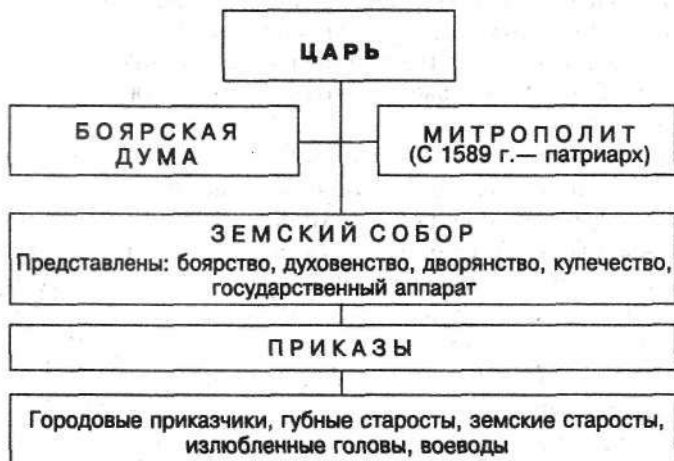 ЦАРЬ
БОЯРСКАЯ
ДУМА
МИТРОПОЛИТ
(С 1589 г.— патриарх)
ЗЕМСКИЙ СОБОР
Представлены: боярство, духовенство, дворянство, купечество,
государственный аппарат
ПРИКАЗЫ
Городовые приказчики, губные старосты, земские старосты,
излюбленные головы, воеводы